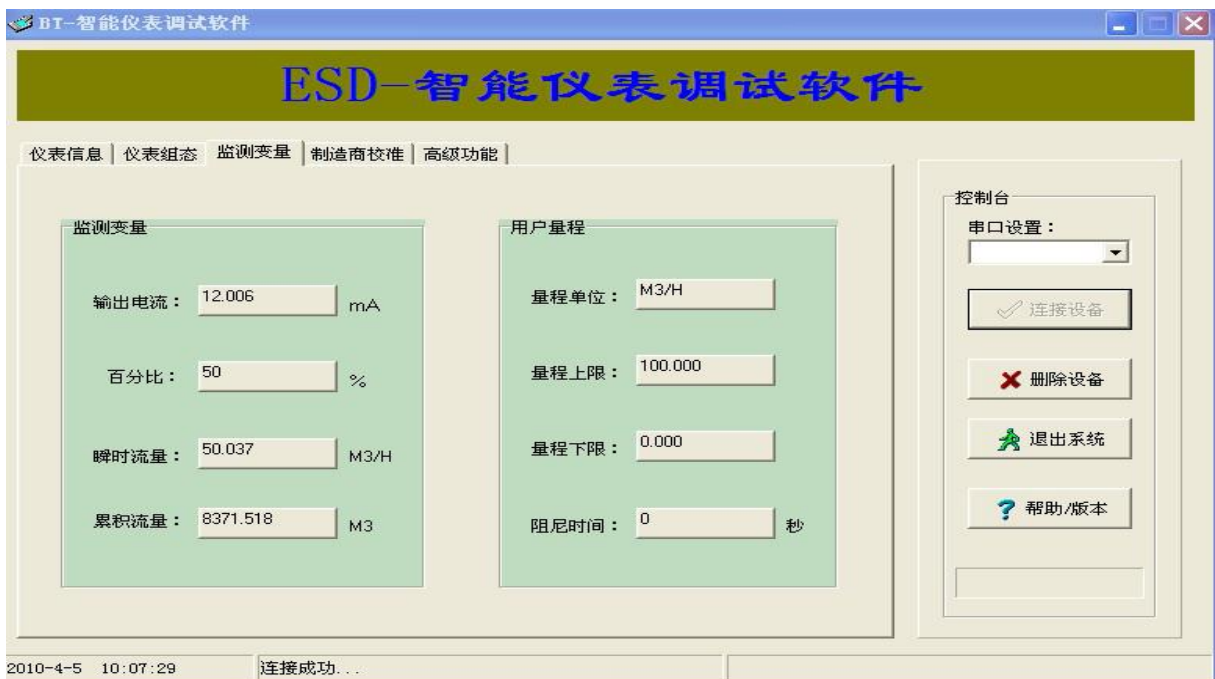 BT-智能仪表调试软件
ESD-智能仪表调试软件
仪表信息 仪表组态 监测变量 制造商校准 高级功能
监测变量
输出电流： 12.006 mA
百分比： 50 %
瞬时流量： 50.037 M3/H
累积流量： 8371.518 M3
用户量程
量程单位： M3/H
量程上限： 100.000
量程下限： 0.000
阻尼时间： 0 秒
控制台
串口设置：
连接设备
删除设备
退出系统
帮助/版本
2010-4-5 10:07:29 连接成功...